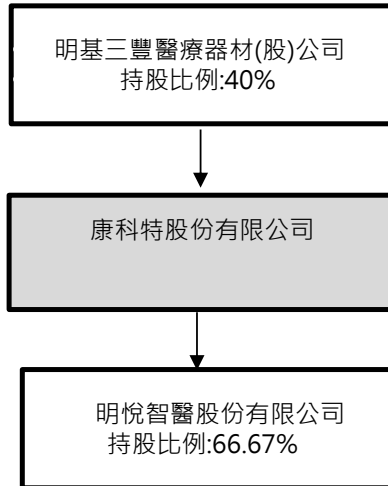 明基三豐醫療器材(股)公司
持股比例:40%
康科特股份有限公司
明悅智醫股份有限公司
持股比例:66.67%